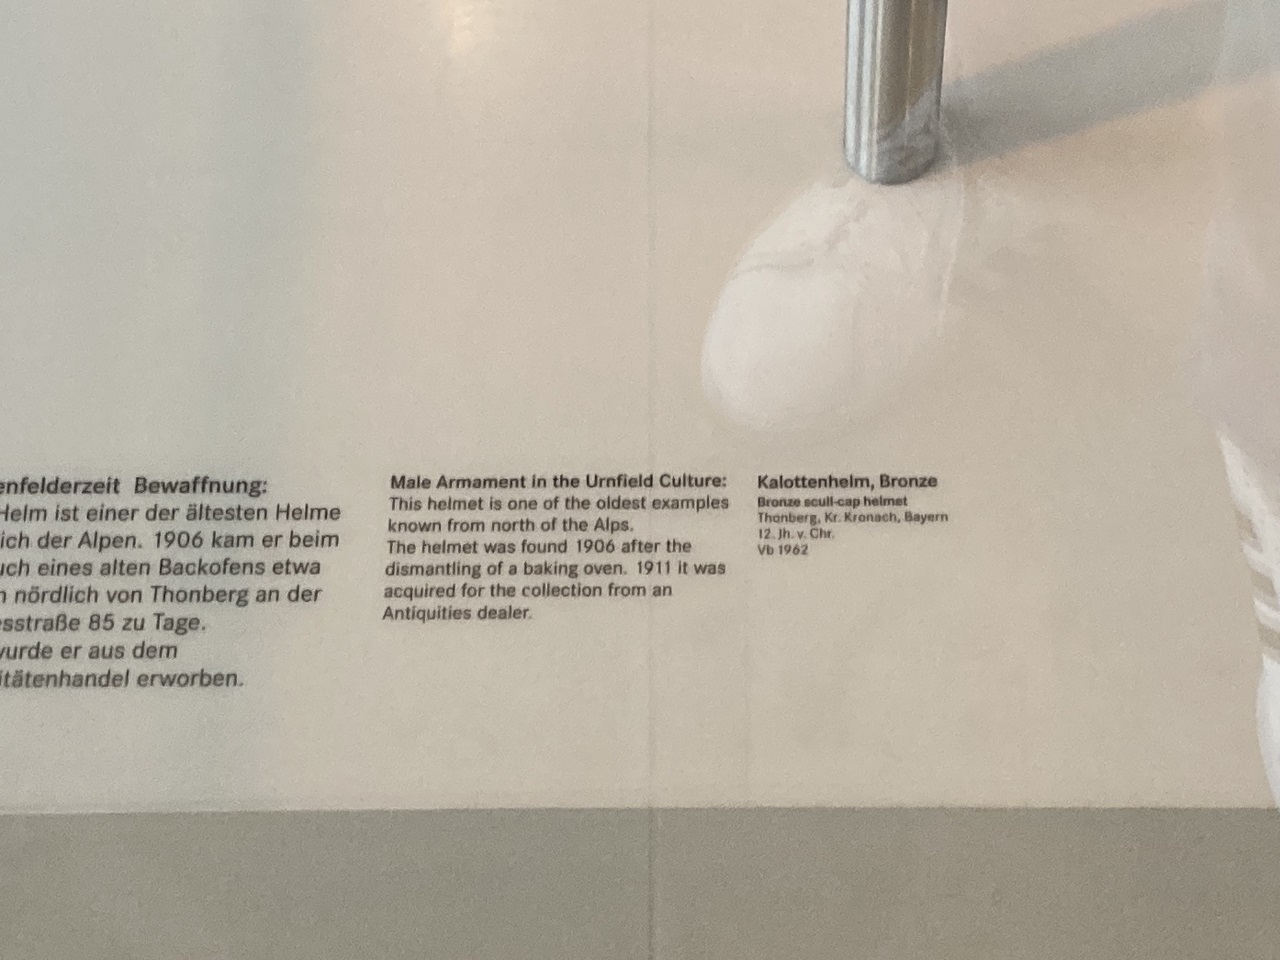 enfelderzeit Bewaffnung:
Helm ist einer der ältesten Helme
ich der Alpen. 1906 kam er beim
uch eines alten Backofens etwa
n nördlich von Thonberg an der
sstraße 85 zu Tage.
wurde er aus dem
itätenhandel erworben.
Male Armament in the Urnfield Culture:
This helmet is one of the oldest examples
known from north of the Alps.
The helmet was found 1906 after the
dismantling of a baking oven. 1911 it was
acquired for the collection from an
Antiquities dealer.
Kalottenhelm, Bronze
Bronze scull-cap helmet
Thonberg, Kr. Kronach, Bayern
12. Jh. v. Chr.
Vb 1962